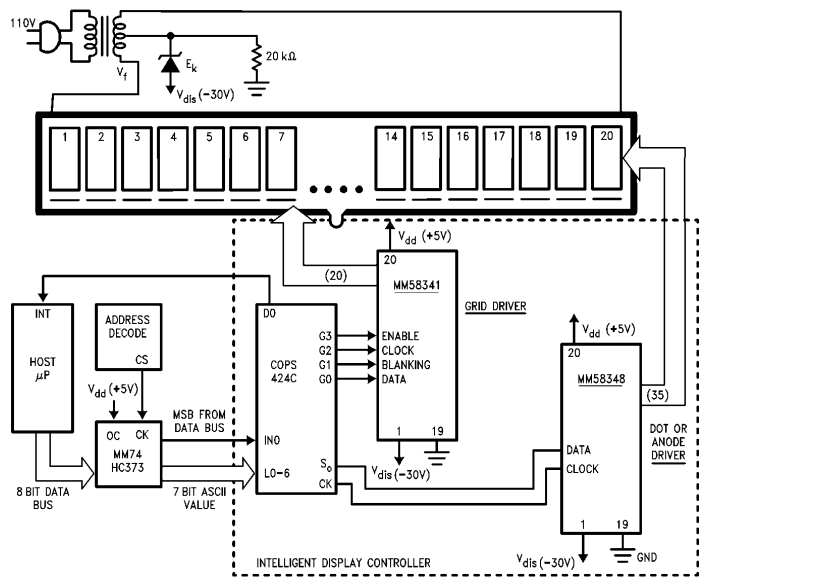 110V
Vf
Ek
20 kΩ
Vdis (-30V)
1 2 3 4 5 6 7 14 15 16 17 18 19 20
Vdd (+5V)
20
(20)
MM58341
GRID DRIVER
ENABLE
CLOCK
BLANKING
DATA
1 19
Vdis (-30V)
INT
HOST
μP
ADDRESS
DECODE
CS
Vdd (+5V)
OC CK
MM74
HC373
8 BIT DATA
BUS
MSB FROM
DATA BUS
7 BIT ASCII
VALUE
DO
COPS
424C
G3
G2
G1
G0
INO
LO-6
So
CK
Vdd (+5V)
20
MM58348
(35)
DOT OR
ANODE
DRIVER
DATA
CLOCK
1 19
Vdis (-30V)
GND
INTELLIGENT DISPLAY CONTROLLER